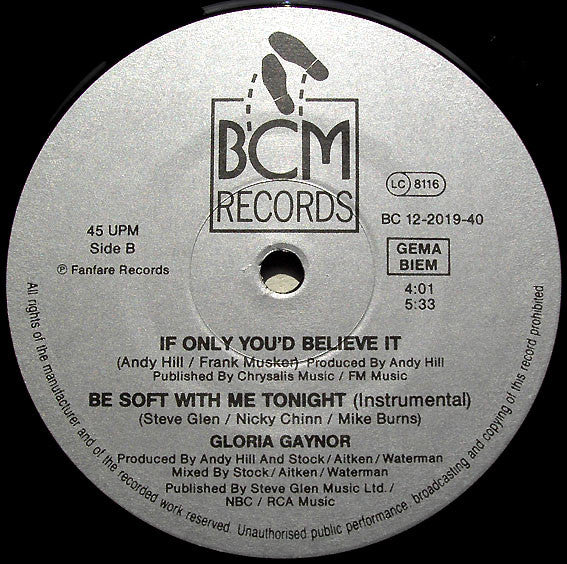 BCM
RECORDS
LC 8116
BC 12-2019-40
GEMA
BIEM
4:01
5:33
45 UPM
Side B
℗ Fanfare Records
IF ONLY YOU'D BELIEVE IT
(Andy Hill / Frank Musker) Produced By Andy Hill
Published By Chrysalis Music / FM Music
BE SOFT WITH ME TONIGHT (Instrumental)
(Steve Glen / Nicky Chinn / Mike Burns)
GLORIA GAYNOR
Produced By Andy Hill And Stock / Aitken / Waterman
Mixed By Stock / Aitken / Waterman
Published By Steve Glen Music Ltd. /
NBC / RCA Music
All rights of the manufacturer and of the recorded work reserved. Unauthorised public performance, broadcasting and copying of this record prohibited